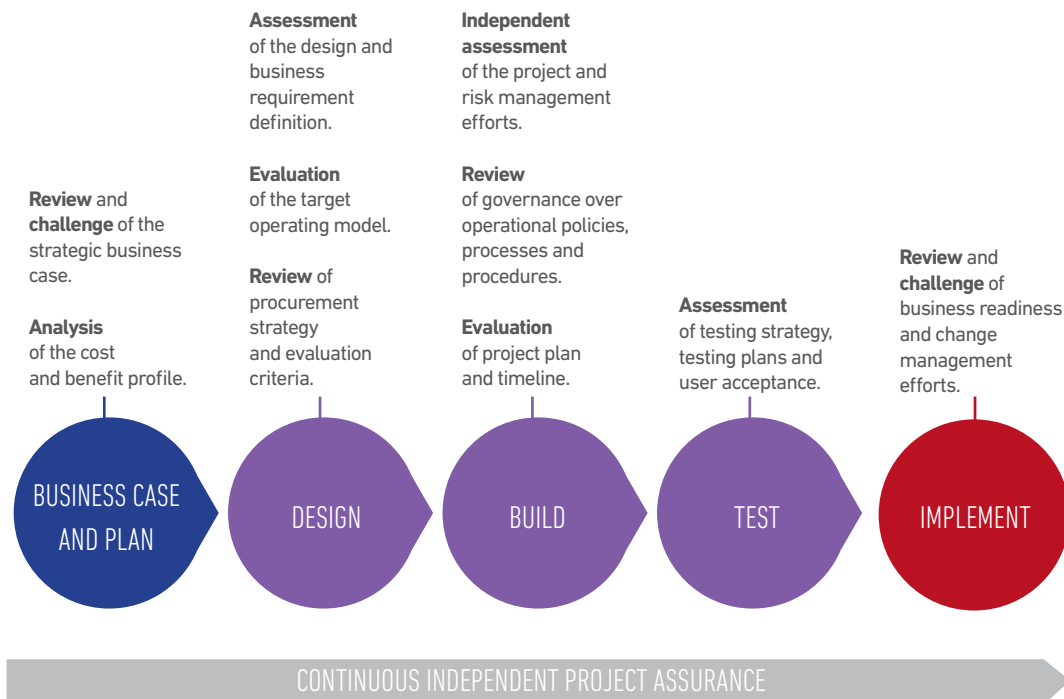 Review and
challenge of the
strategic business
case.
Analysis
of the cost
and benefit profile.
BUSINESS CASE
AND PLAN
Assessment
of the design and
business
requirement
definition.
Evaluation
of the target
operating model.
Review of
procurement
strategy
and evaluation
criteria.
DESIGN
Independent
assessment
of the project and
risk management
efforts.
Review
of governance over
operational policies,
processes and
procedures.
Evaluation
of project plan
and timeline.
BUILD
Assessment
of testing strategy,
testing plans and
user acceptance.
TEST
Review and
challenge of
business readiness
and change
management
efforts.
IMPLEMENT
CONTINUOUS INDEPENDENT PROJECT ASSURANCE